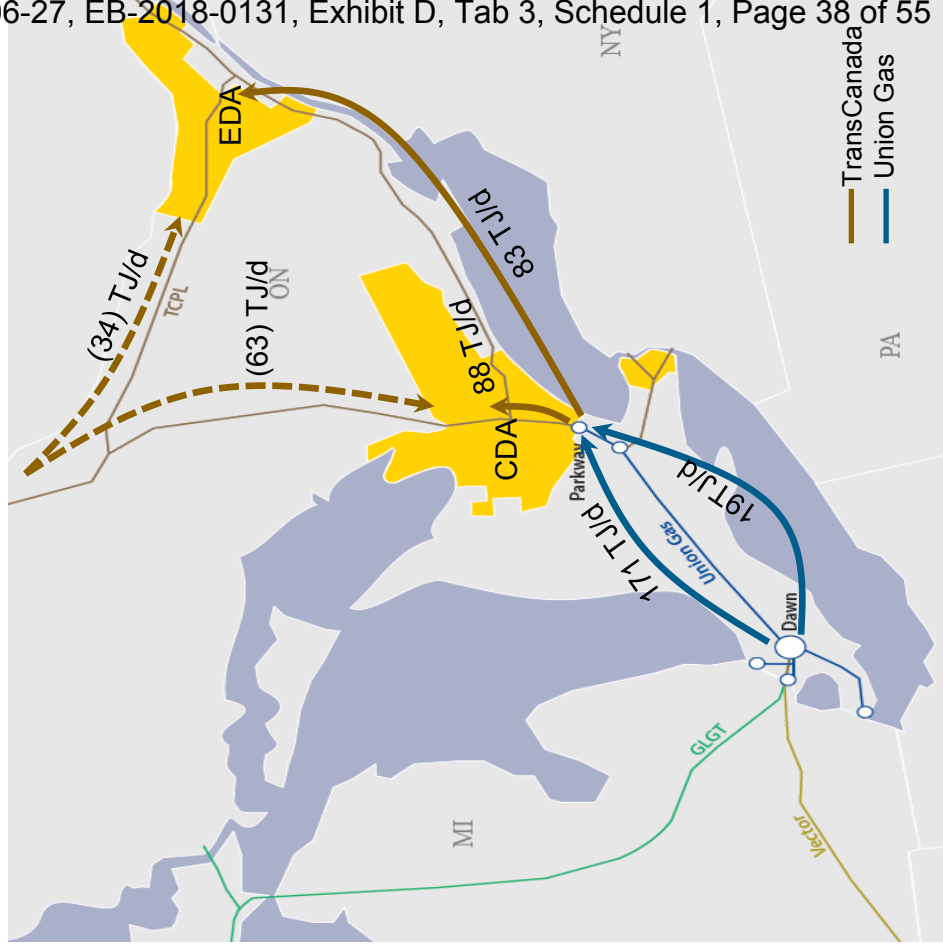 06-27, EB-2018-0131, Exhibit D, Tab 3, Schedule 1, Page 38 of 55
NY
TransCanada
Union Gas
EDA
(34) TJ/d
TCPL
(63) TJ/d
ON
83 TJ/d
88 TJ/d
CDA
PA
Parkway
19TJ/d
171 TJ/d
Union Gas
Dawn
GLGT
MI
Vector